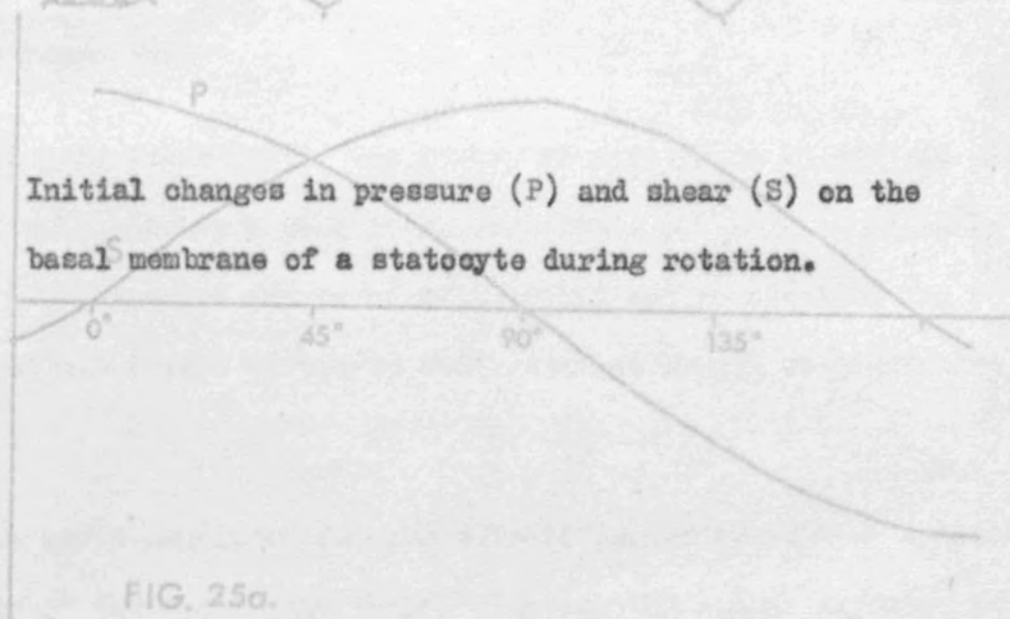 P
Initial changes in pressure (P) and shear (S) on the
S
basal membrane of a statocyte during rotation.
0° 45° 90° 135°
FIG. 25a.